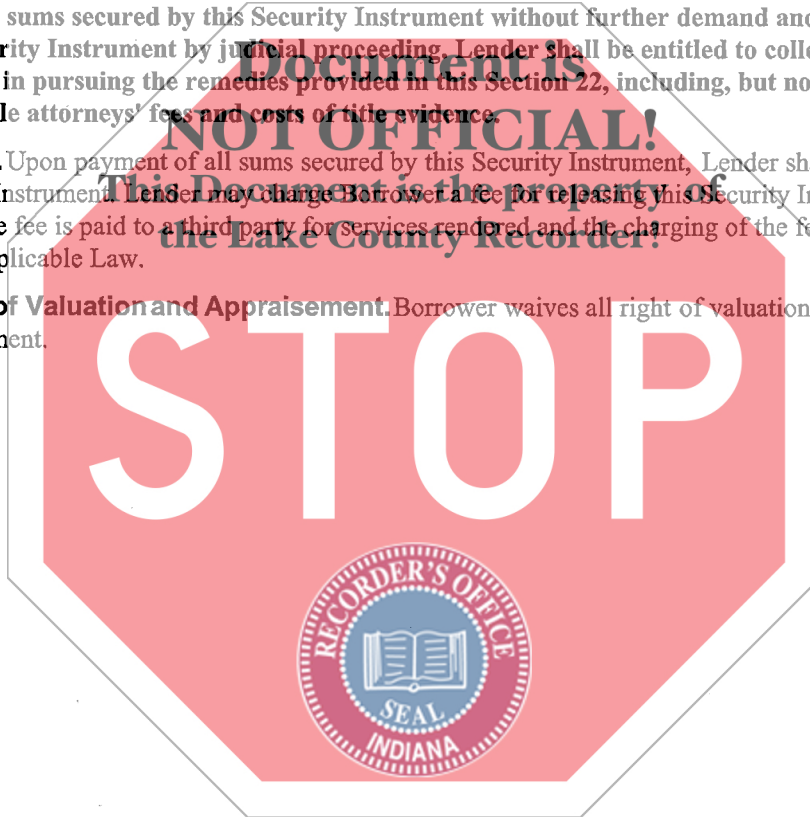 sums secured by this Security Instrument without further demand and
rity Instrument by judicial proceeding. Lender shall be entitled to colle
in pursuing the remedies provided in this Section 22, including, but no
le attorneys' fees and costs of title evidence.
Document is
NOT OFFICIAL!
. Upon payment of all sums secured by this Security Instrument, Lender sh
nstrument. Lender may charge Borrower a fee for releasing this Security In
This Document is the property of
e fee is paid to a third party for services rendered and the charging of the fe
the Lake County Recorder!
plicable Law.
of Valuation and Appraisement. Borrower waives all right of valuation
ment.
STOP
RECORDER'S OFFICE
SEAL
INDIANA